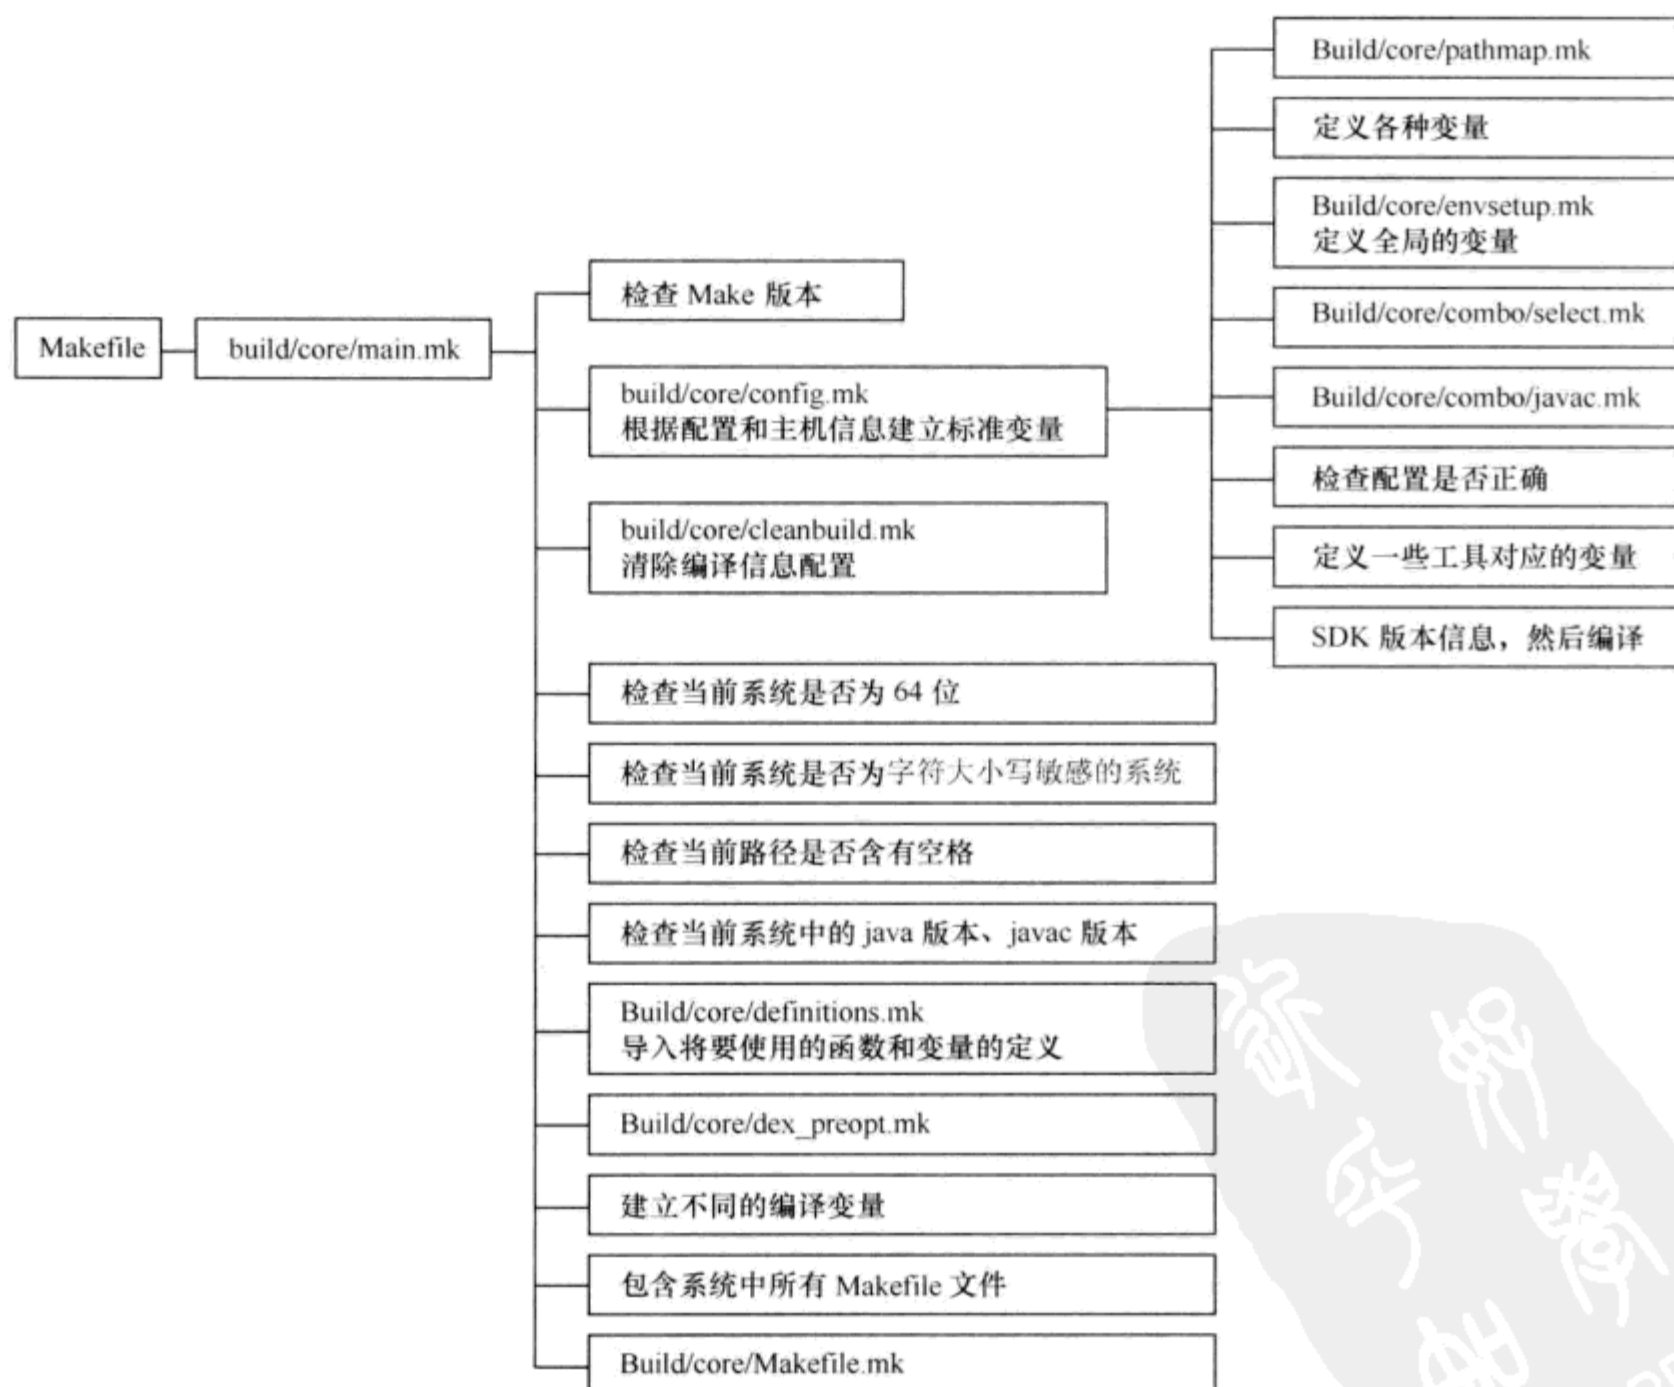 Makefile
build/core/main.mk
检查 Make 版本
build/core/config.mk
根据配置和主机信息建立标准变量
build/core/cleanbuild.mk
清除编译信息配置
检查当前系统是否为 64 位
检查当前系统是否为字符大小写敏感的系统
检查当前路径是否含有空格
检查当前系统中的 java 版本、javac 版本
Build/core/definitions.mk
导入将要使用的函数和变量的定义
Build/core/dex_preopt.mk
建立不同的编译变量
包含系统中所有 Makefile 文件
Build/core/Makefile.mk
Build/core/pathmap.mk
定义各种变量
Build/core/envsetup.mk
定义全局的变量
Build/core/combo/select.mk
Build/core/combo/javac.mk
检查配置是否正确
定义一些工具对应的变量
SDK 版本信息，然后编译